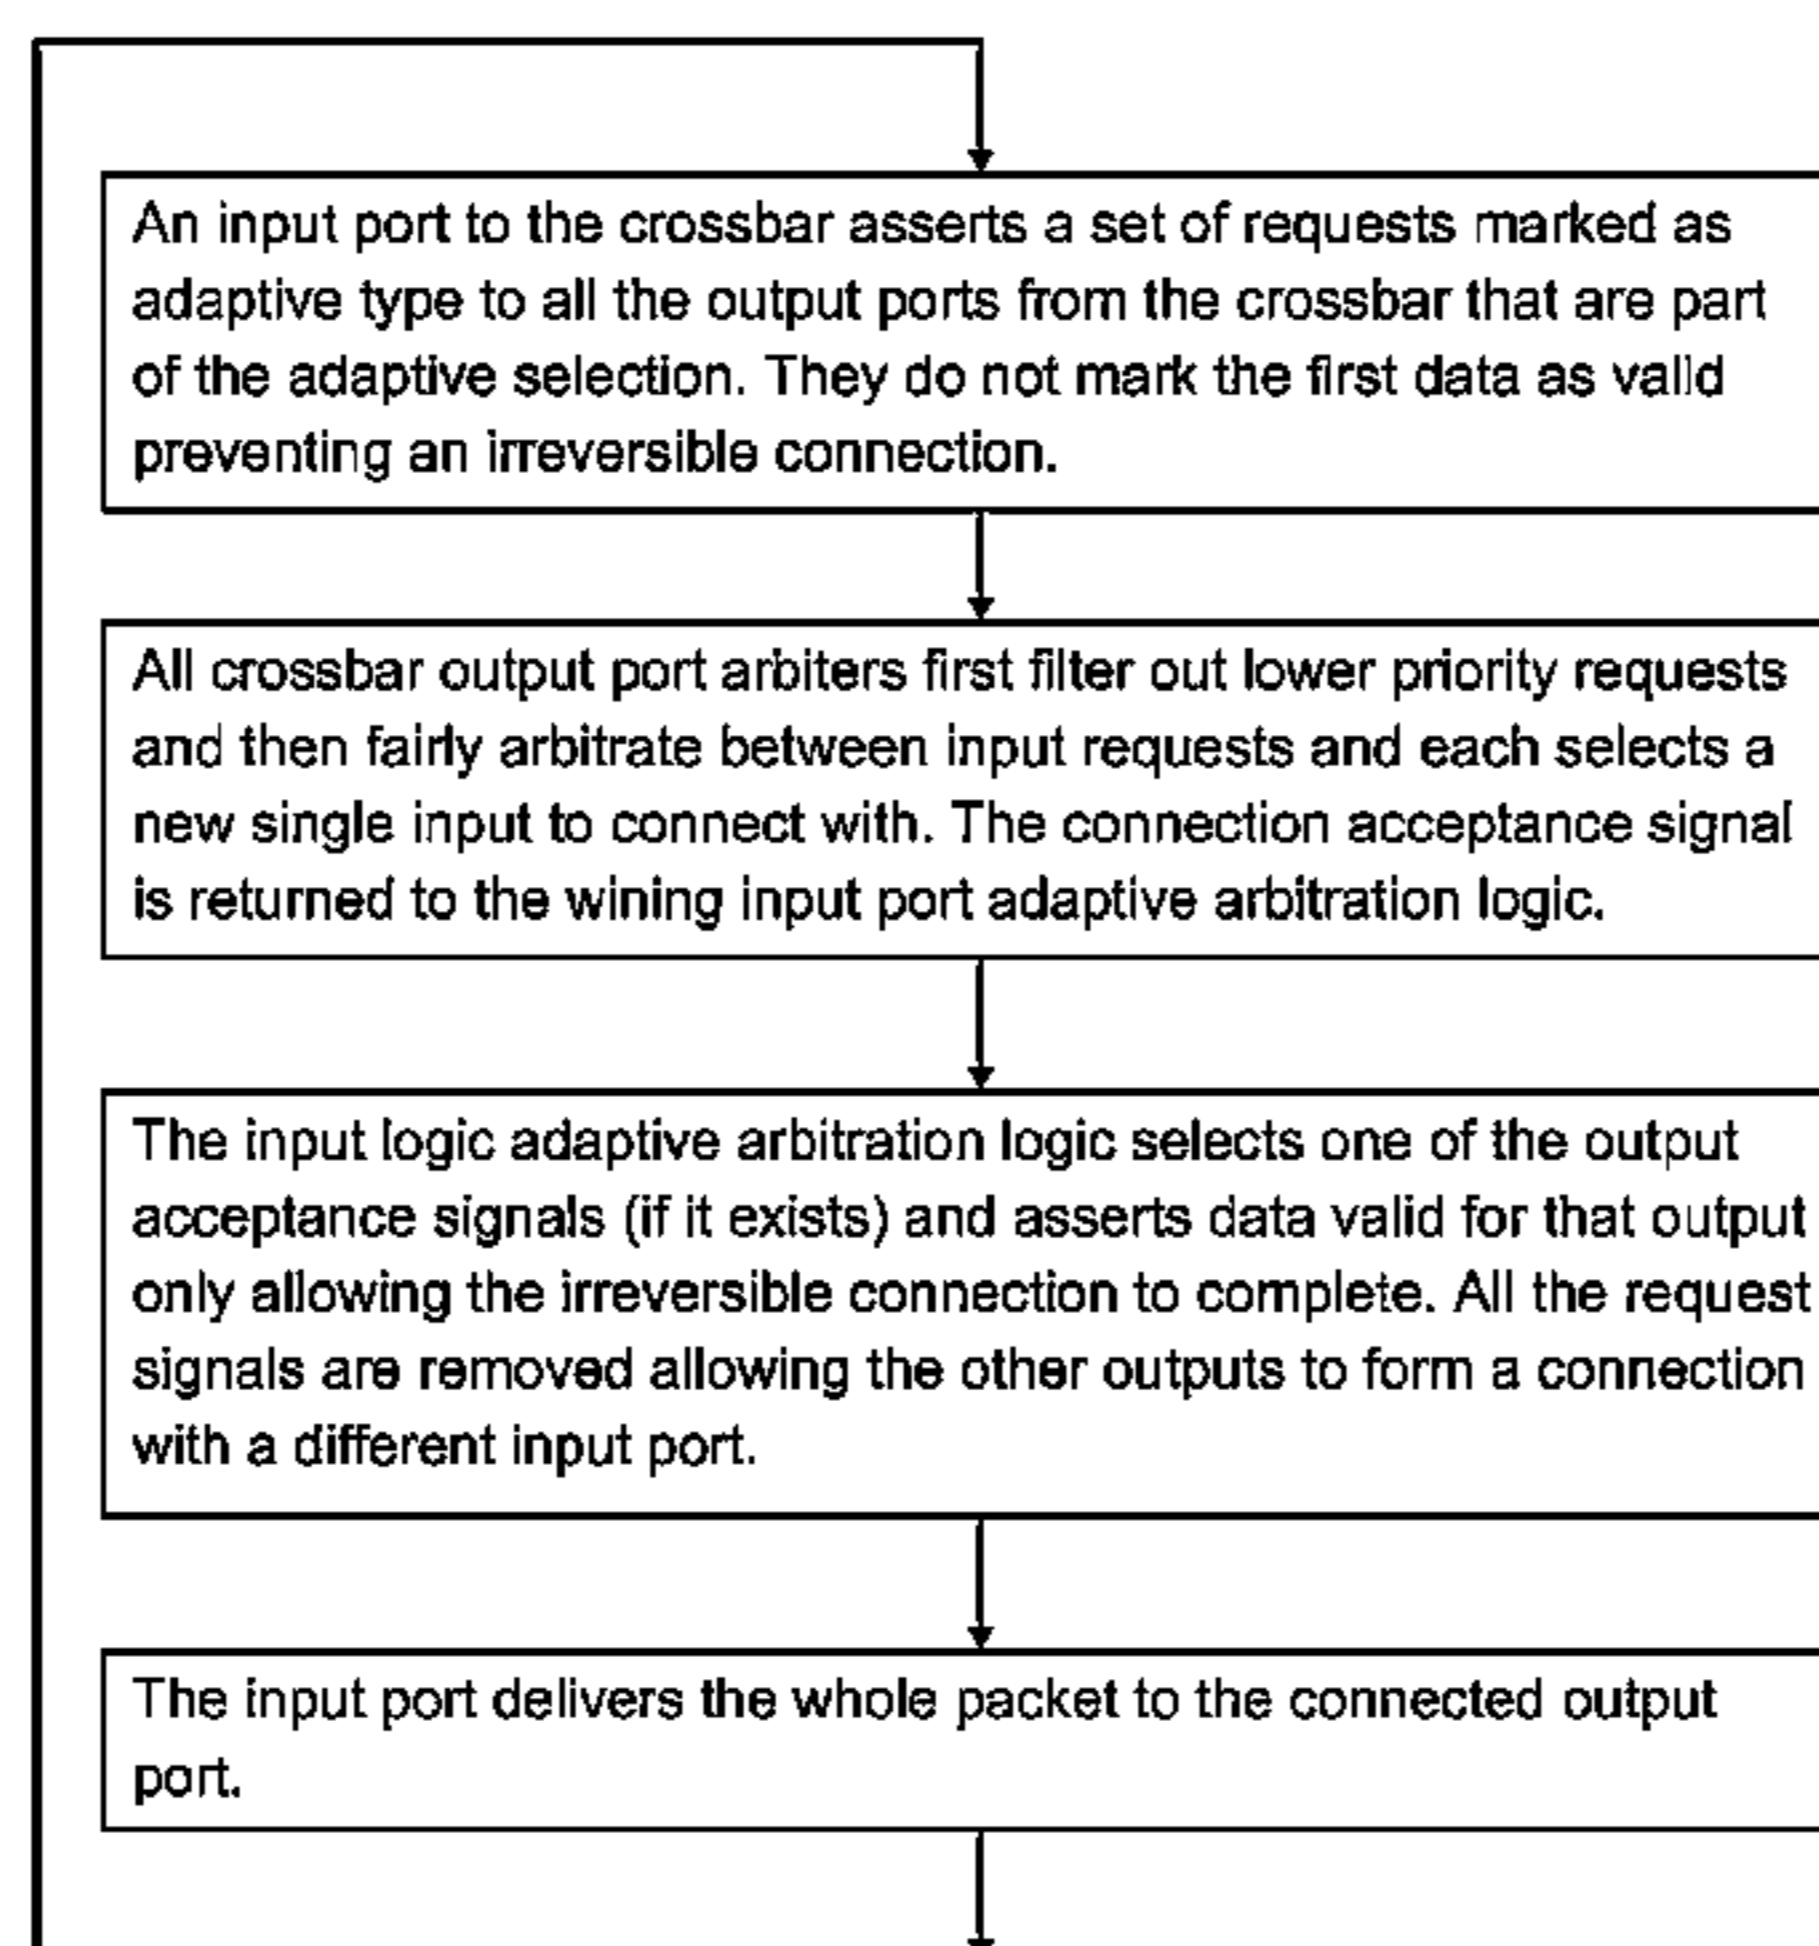 An input port to the crossbar asserts a set of requests marked as
adaptive type to all the output ports from the crossbar that are part
of the adaptive selection. They do not mark the first data as valid
preventing an irreversible connection.
All crossbar output port arbiters first filter out lower priority requests
and then fairly arbitrate between input requests and each selects a
new single input to connect with. The connection acceptance signal
is returned to the wining input port adaptive arbitration logic.
The input logic adaptive arbitration logic selects one of the output
acceptance signals (if it exists) and asserts data valid for that output
only allowing the irreversible connection to complete. All the request
signals are removed allowing the other outputs to form a connection
with a different input port.
The input port delivers the whole packet to the connected output
port.